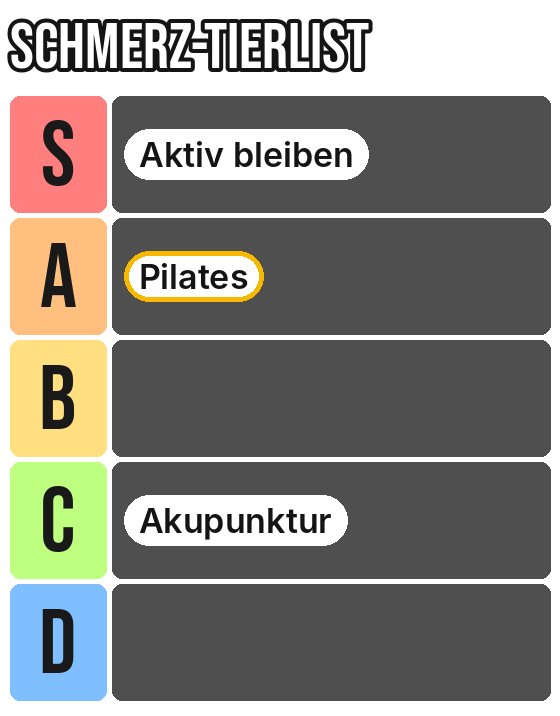 SCHMERZ-TIERLIST
S
Aktiv bleiben
A
Pilates
B
C
Akupunktur
D